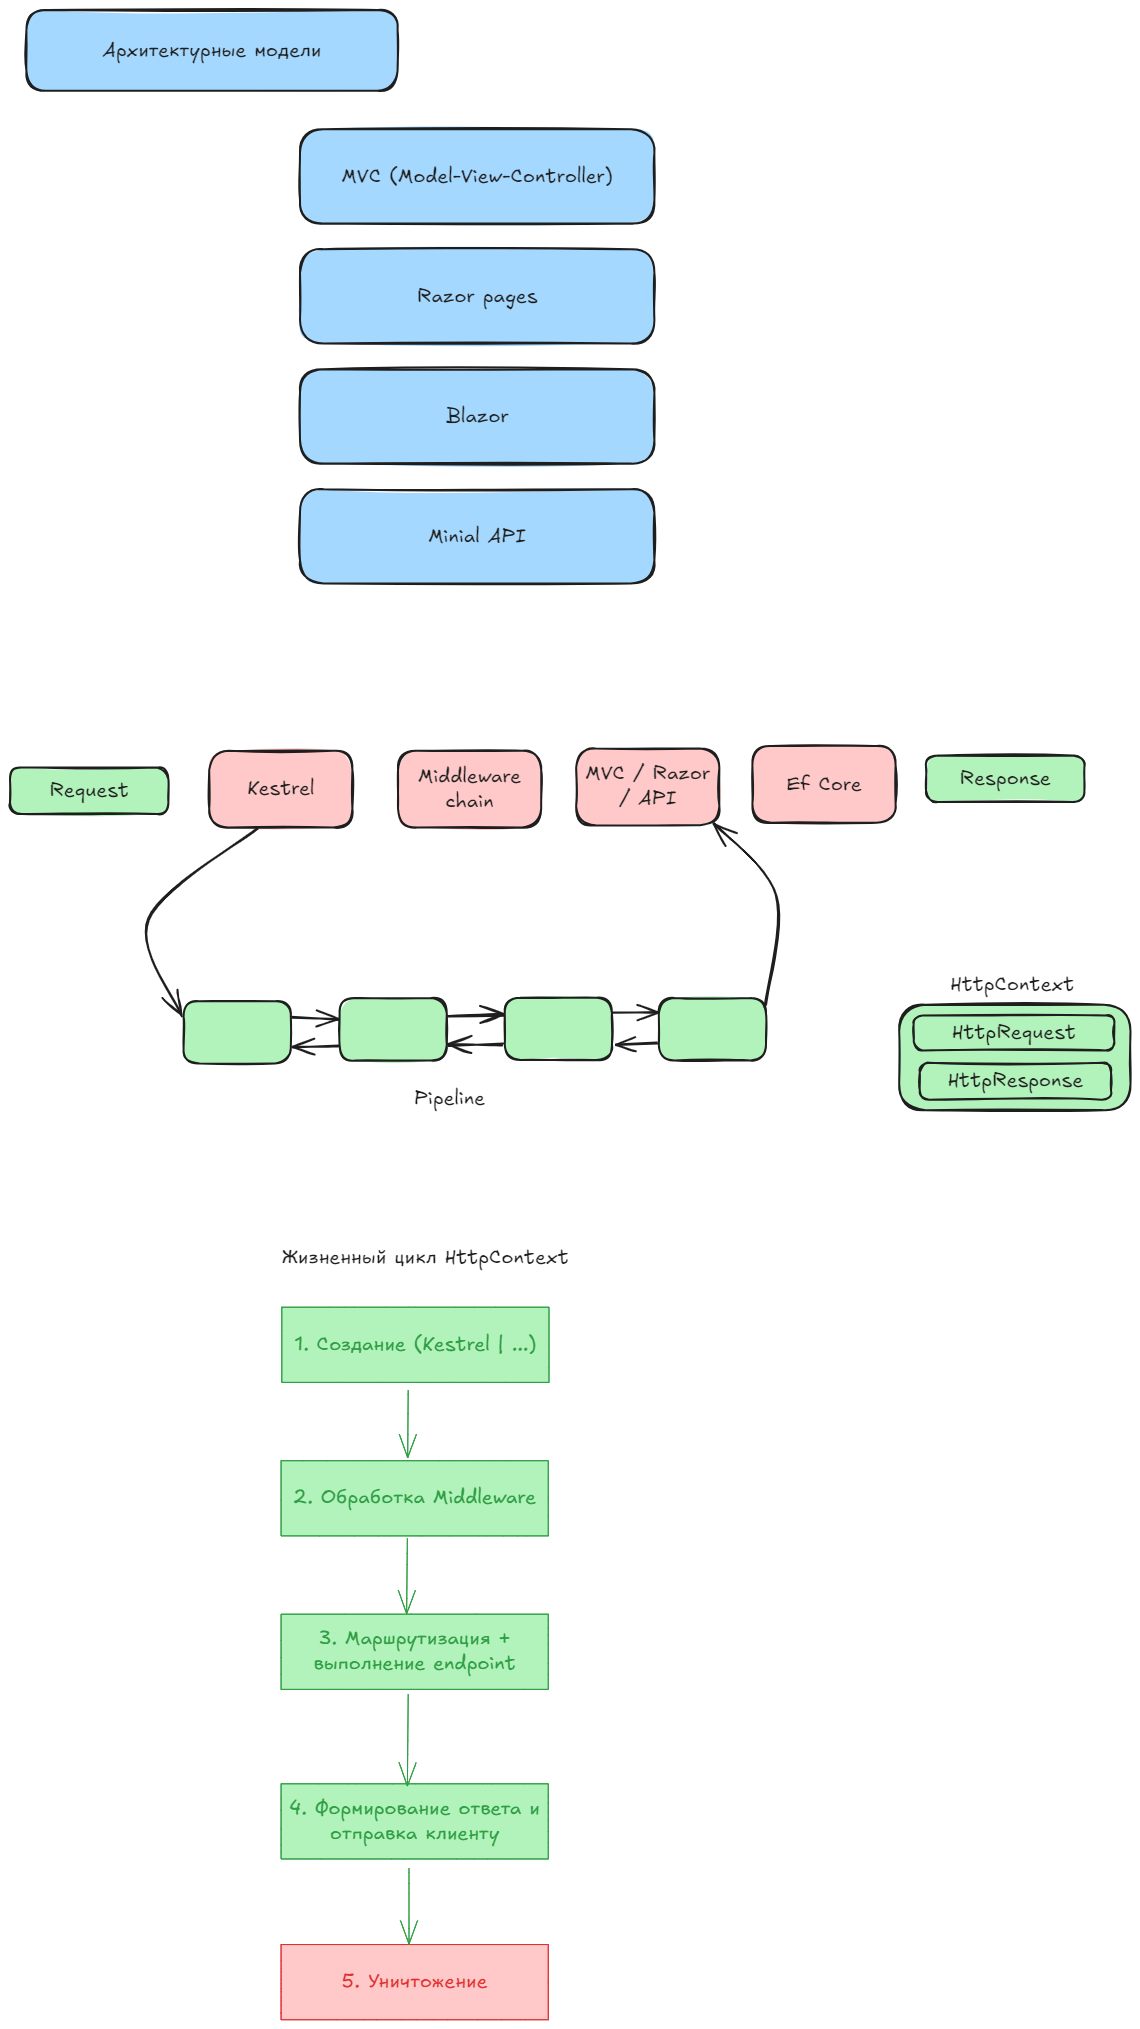 Архитектурные модели
MVC (Model-View-Controller)
Razor pages
Blazor
Minial API
Request
Kestrel
Middleware
chain
MVC / Razor
/ API
Ef Core
Response
HttpContext
HttpRequest
HttpResponse
Pipeline
Жизненный цикл HttpContext
1. Создание (Kestrel | ...)
2. Обработка Middleware
3. Маршрутизация +
выполнение endpoint
4. Формирование ответа и
отправка клиенту
5. Уничтожение